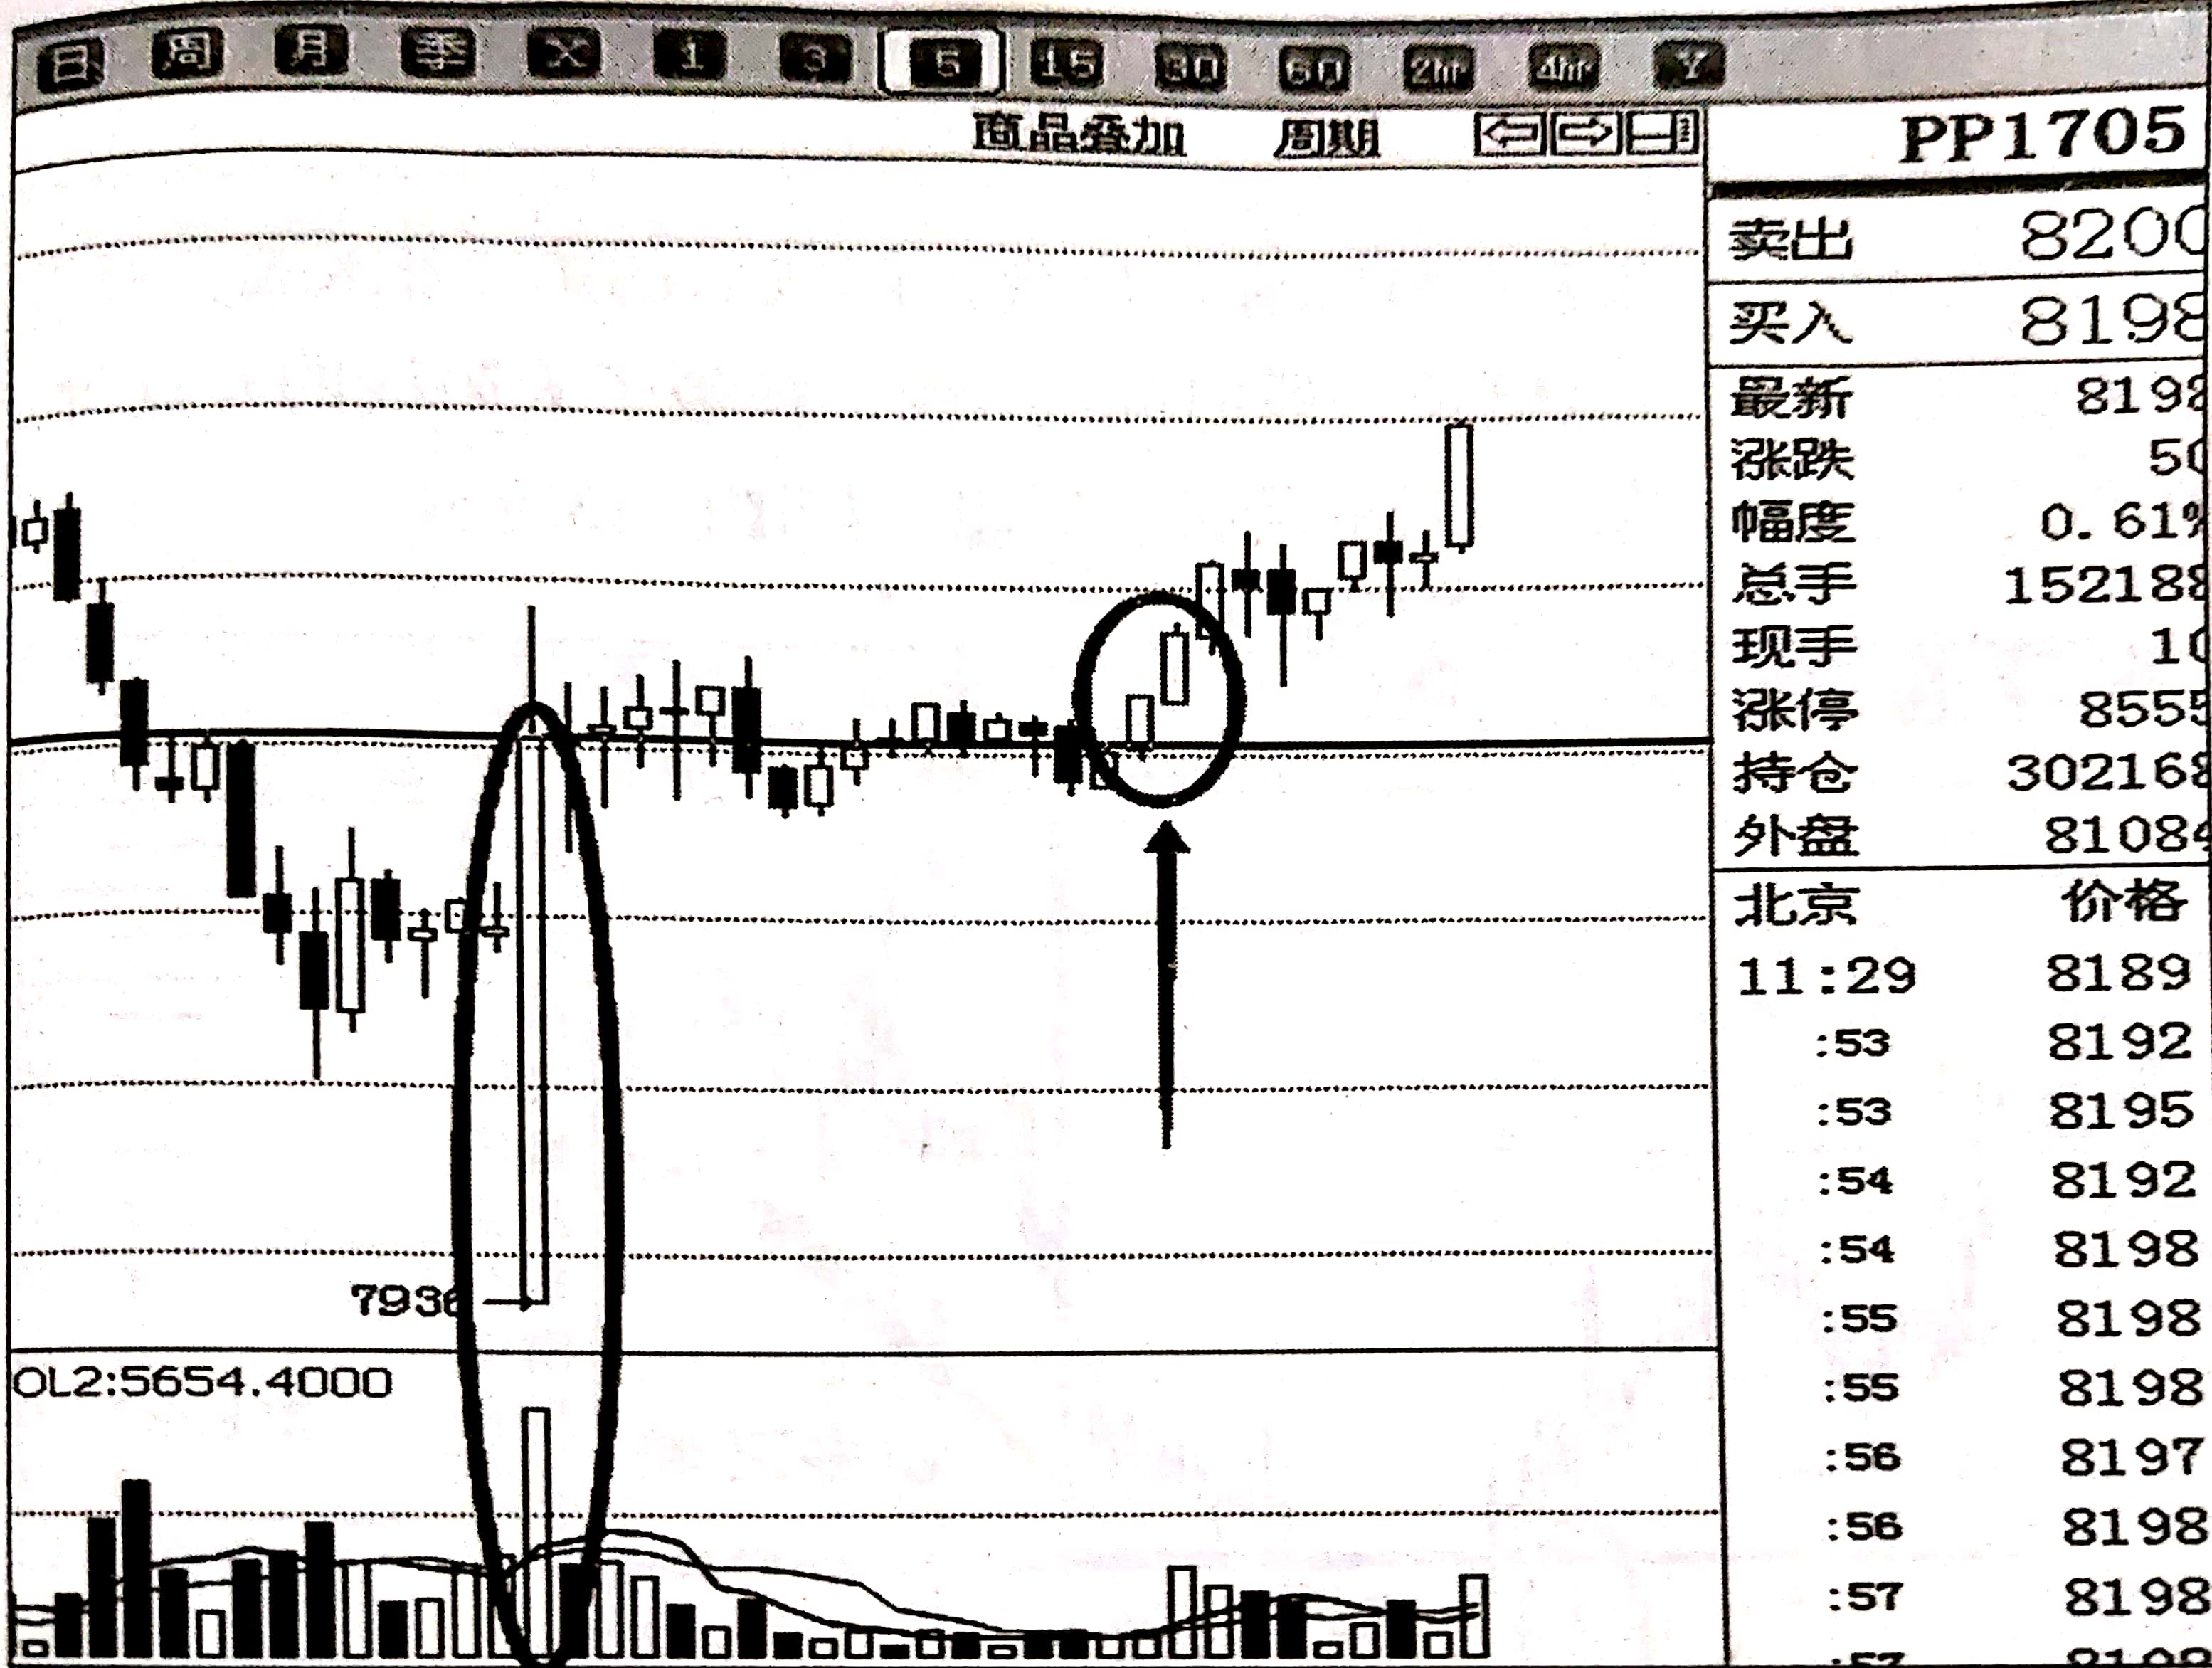 日 周 月 季 X 1 3 5 15 30 60 2hr 4hr Y
商品叠加 周期
PP1705
卖出 8200
买入 8198
最新 8198
涨跌 50
幅度 0.61%
总手 152188
现手 10
涨停 8555
持仓 302168
外盘 81084
北京 价格
11:29 8189
:53 8192
:53 8195
:54 8192
:54 8198
:55 8198
:55 8198
:56 8197
:56 8198
:57 8198
:57 8198
7936
OL2:5654.4000